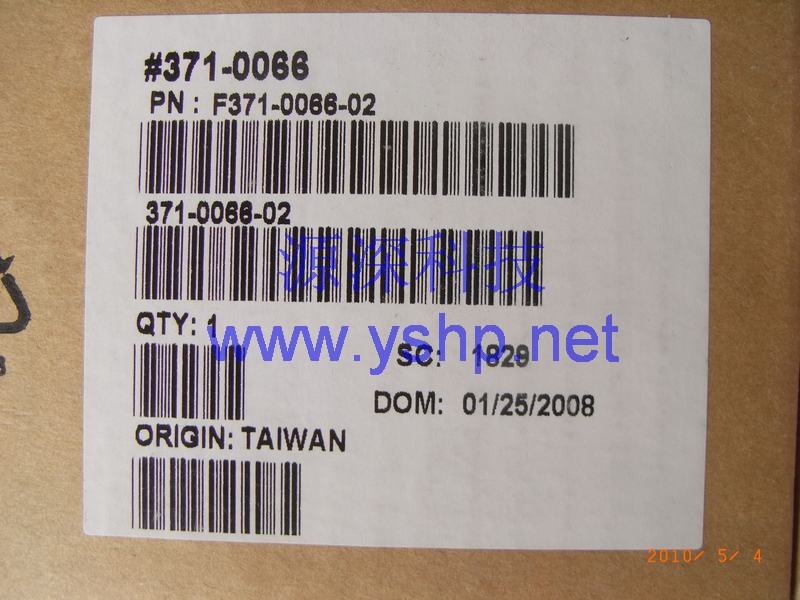 #371-0066
PN : F371-0066-02
371-0066-02
源深科技
QTY: 1
www.yshp.net
SC: 1829
DOM: 01/25/2008
ORIGIN: TAIWAN
2010/ 5/ 4